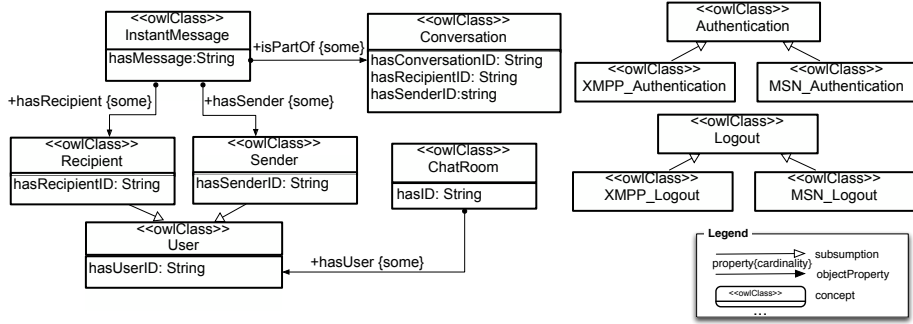 <<owlClass>>
InstantMessage
hasMessage:String
+isPartOf {some}
<<owlClass>>
Conversation
hasConversationID: String
hasRecipientID: String
hasSenderID:string
+hasRecipient {some}
+hasSender {some}
<<owlClass>>
Recipient
hasRecipientID: String
<<owlClass>>
Sender
hasSenderID: String
<<owlClass>>
ChatRoom
hasID: String
<<owlClass>>
User
hasUserID: String
+hasUser {some}
<<owlClass>>
Authentication
<<owlClass>>
XMPP_Authentication
<<owlClass>>
MSN_Authentication
<<owlClass>>
Logout
<<owlClass>>
XMPP_Logout
<<owlClass>>
MSN_Logout
Legend
subsumption
property{cardinality}
objectProperty
<<owlClass>>
concept
...